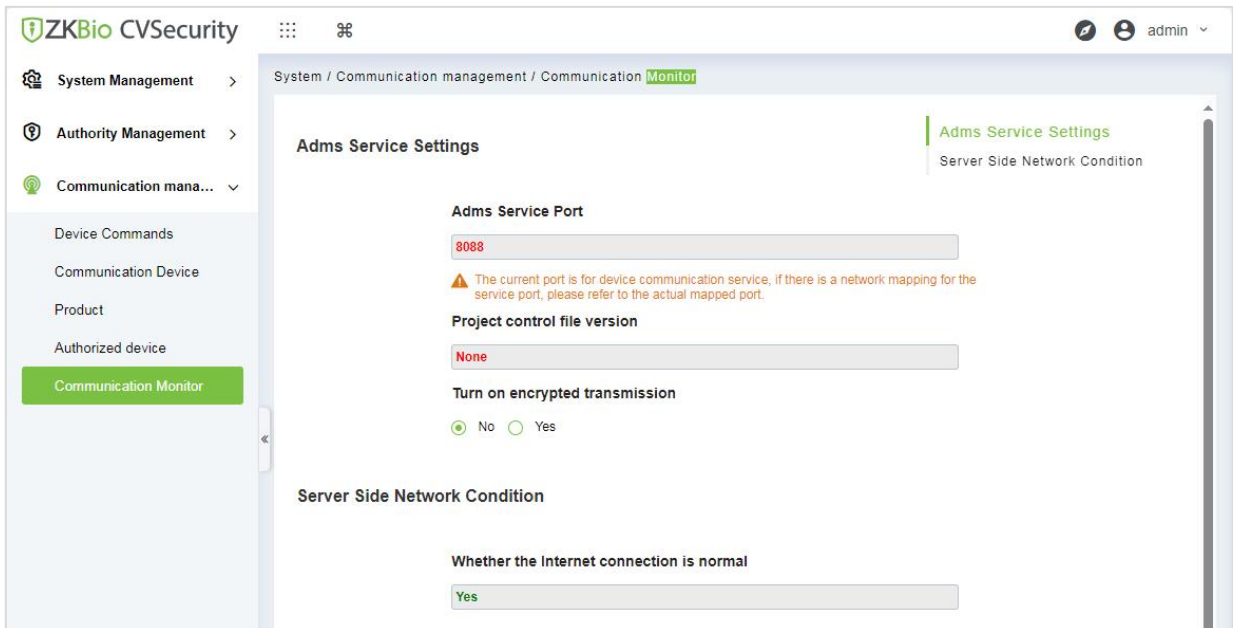 ZKBio CVSecurity
admin
System Management
Authority Management
Communication mana...
Device Commands
Communication Device
Product
Authorized device
Communication Monitor
System / Communication management / Communication Monitor
Adms Service Settings
Adms Service Settings
Server Side Network Condition
Adms Service Port
8088
The current port is for device communication service, if there is a network mapping for the
service port, please refer to the actual mapped port.
Project control file version
None
Turn on encrypted transmission
No Yes
Server Side Network Condition
Whether the Internet connection is normal
Yes